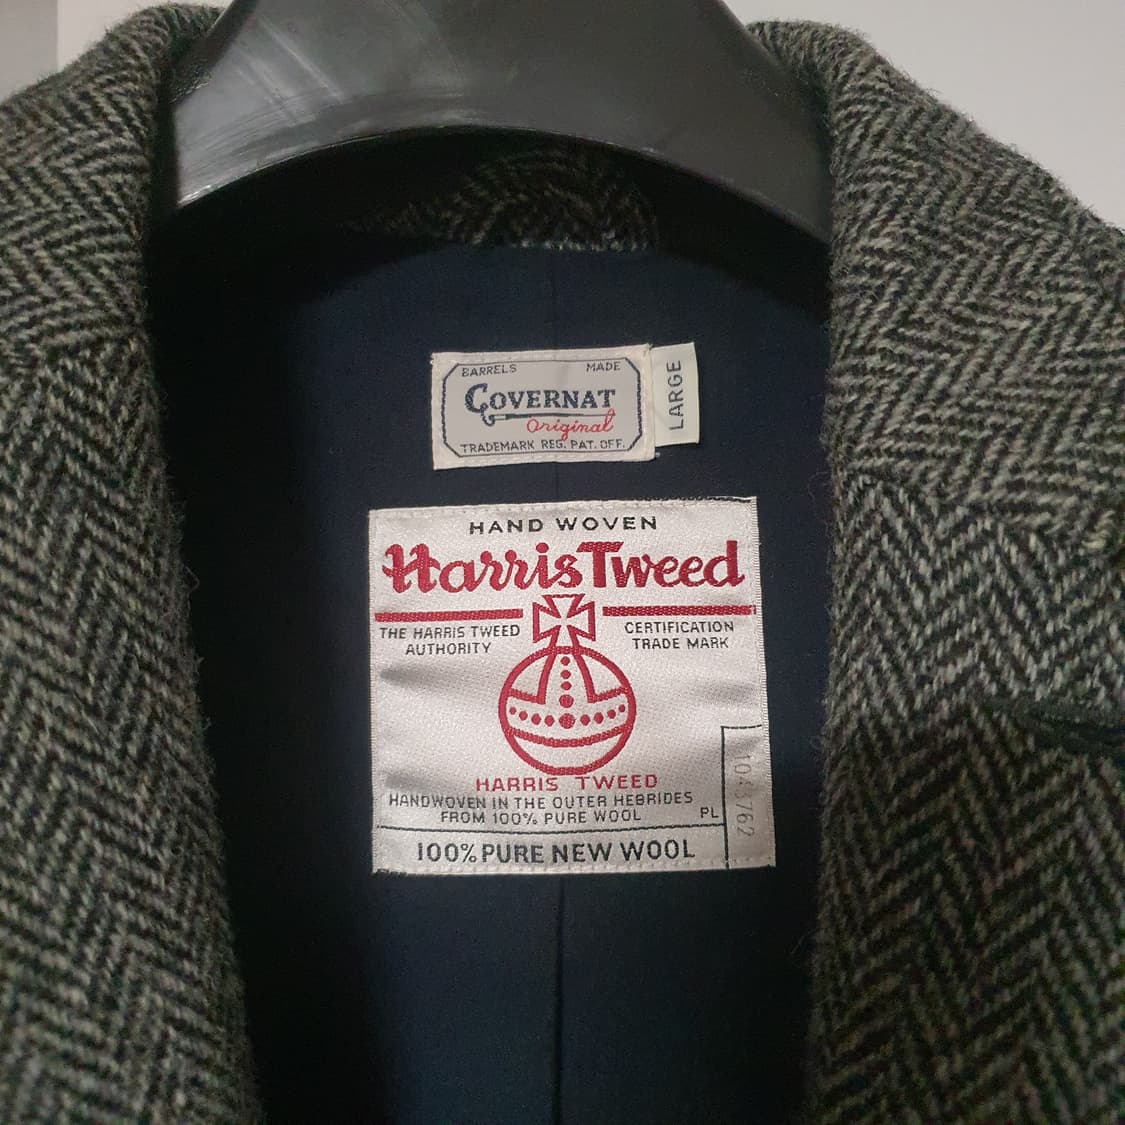 BARRELS MADE
COVERNAT
Original
TRADEMARK REG. PAT. OFF.
LARGE
HAND WOVEN
Harris Tweed
THE HARRIS TWEED
AUTHORITY
CERTIFICATION
TRADE MARK
HARRIS TWEED
HANDWOVEN IN THE OUTER HEBRIDES
FROM 100% PURE WOOL
PL
100% PURE NEW WOOL